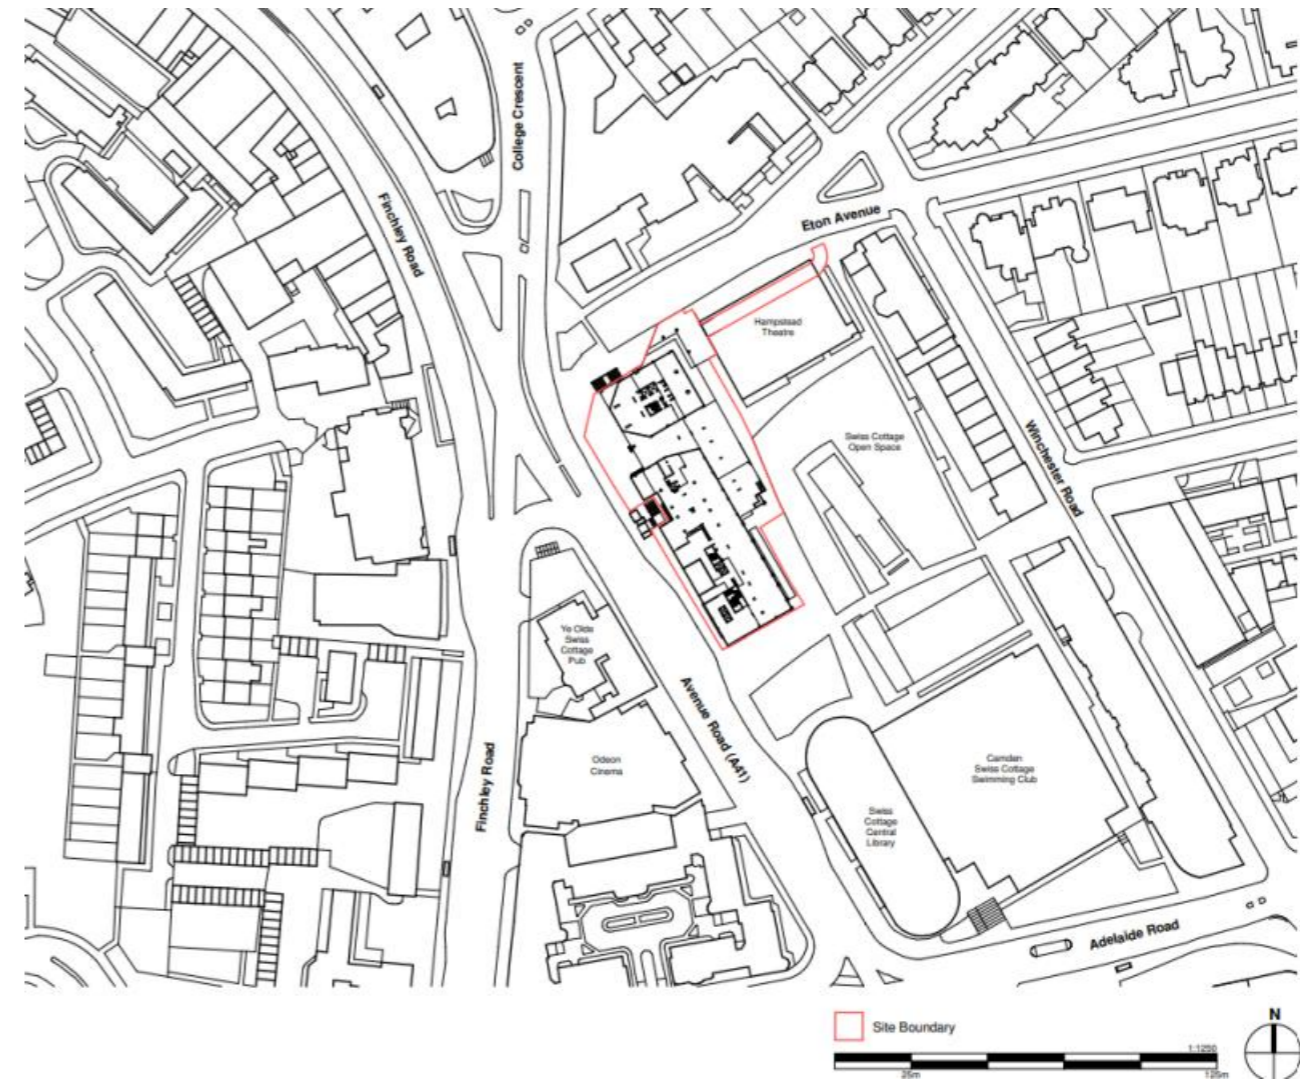 College Crescent
Finchley Road
Eton Avenue
Hampstead
Theatre
Swiss Cottage
Open Space
Winchester Road
Ye Olde
Swiss
Cottage
Pub
Avenue Road (A41)
Odeon
Cinema
Finchley Road
Camden
Swiss Cottage
Swimming Club
Swiss
Cottage
Central
Library
Adelaide Road
Site Boundary
N
1:1250
25m
125m